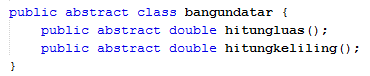 public abstract class bangundatar {
    public abstract double hitungluas();
    public abstract double hitungkeliling();
}